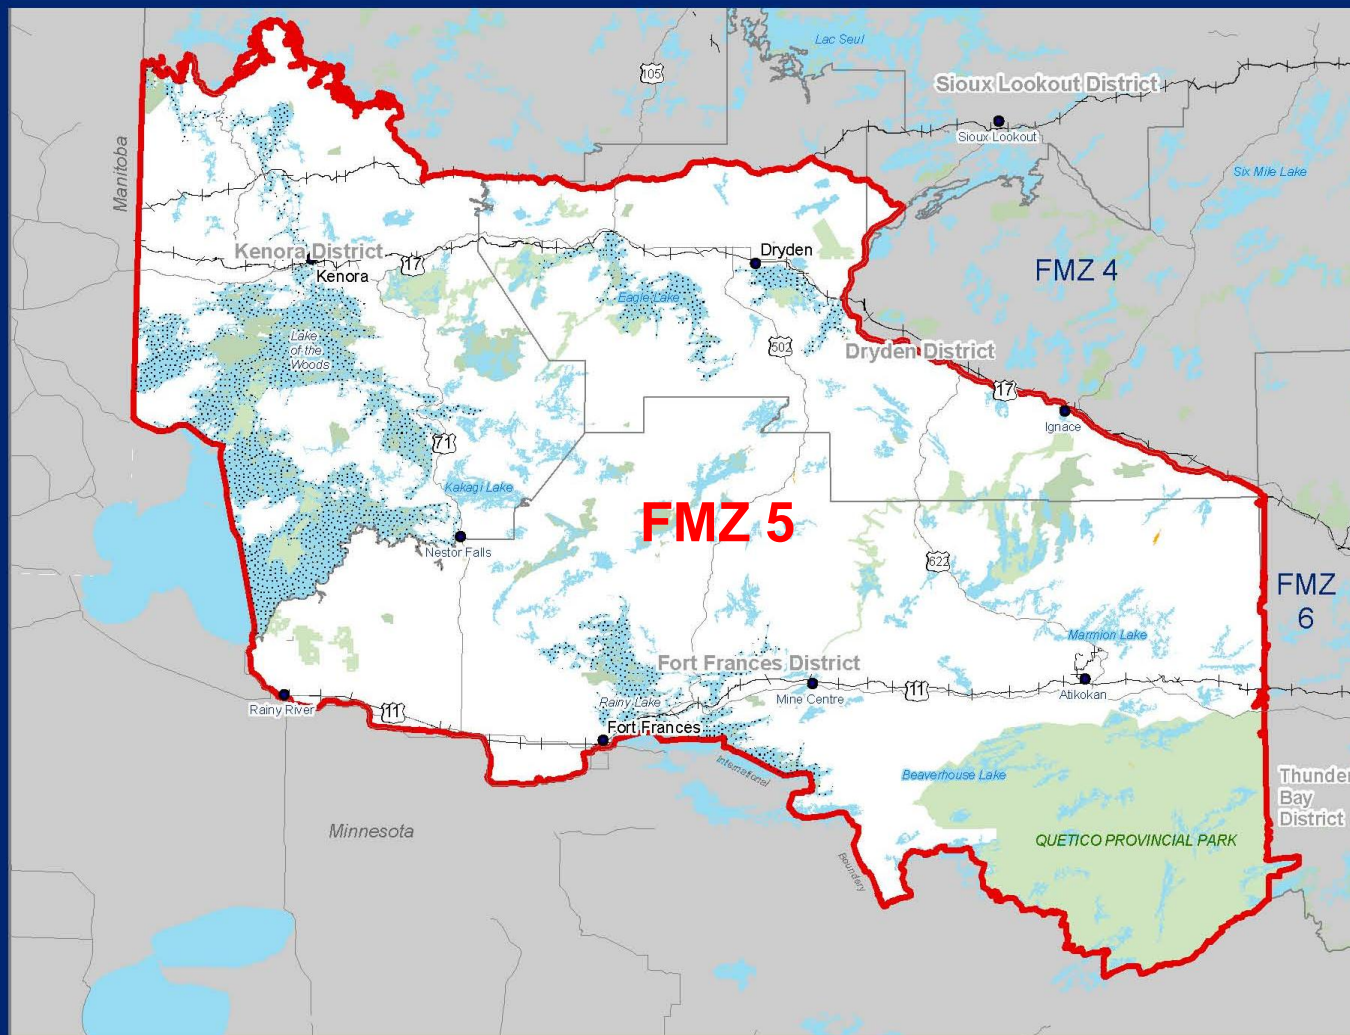 Lac Seul
105
Sioux Lookout District
Sioux Lookout
Manitoba
Six Mile Lake
Kenora District
17
Kenora
Dryden
FMZ 4
Eagle Lake
Lake
of the
Woods
502
Dryden District
17
Ignace
71
Kakagi Lake
FMZ 5
Nestor Falls
622
FMZ
6
Marmion Lake
Fort Frances District
Rainy River
11
Rainy Lake
Mine Centre
11
Atikokan
Fort Frances
International
Beaverhouse Lake
Thunder
Bay
District
Minnesota
QUETICO PROVINCIAL PARK
Boundary